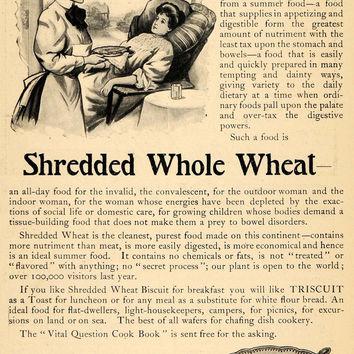 from a summer food—a food
that supplies in appetizing and
digestible form the greatest
amount of nutriment with the
least tax upon the stomach and
bowels—a food that is easily
and quickly prepared in many
tempting and dainty ways,
giving variety to the daily
dietary at a time when ordi-
nary foods pall upon the palate
and over-tax the digestive
powers.
Such a food is
Shredded Whole Wheat—
an all-day food for the invalid, the convalescent, for the outdoor woman and the
indoor woman, for the woman whose energies have been depleted by the exac-
tions of social life or domestic care, for growing children whose bodies demand a
tissue-building food that does not make them a prey to bowel disorders.
Shredded Wheat is the cleanest, purest food made on this continent—contains
more nutriment than meat, is more easily digested, is more economical and hence
is an ideal summer food. It contains no chemicals or fats, is not "treated" or
"flavored" with anything; no "secret process"; our plant is open to the world;
over 100,000 visitors last year.
If you like Shredded Wheat Biscuit for breakfast you will like TRISCUIT
as a Toast for luncheon or for any meal as a substitute for white flour bread. An
ideal food for flat-dwellers, light-housekeepers, campers, for picnics, for excur-
sions on land or on sea. The best of all wafers for chafing dish cookery.
The "Vital Question Cook Book" is sent free for the asking.